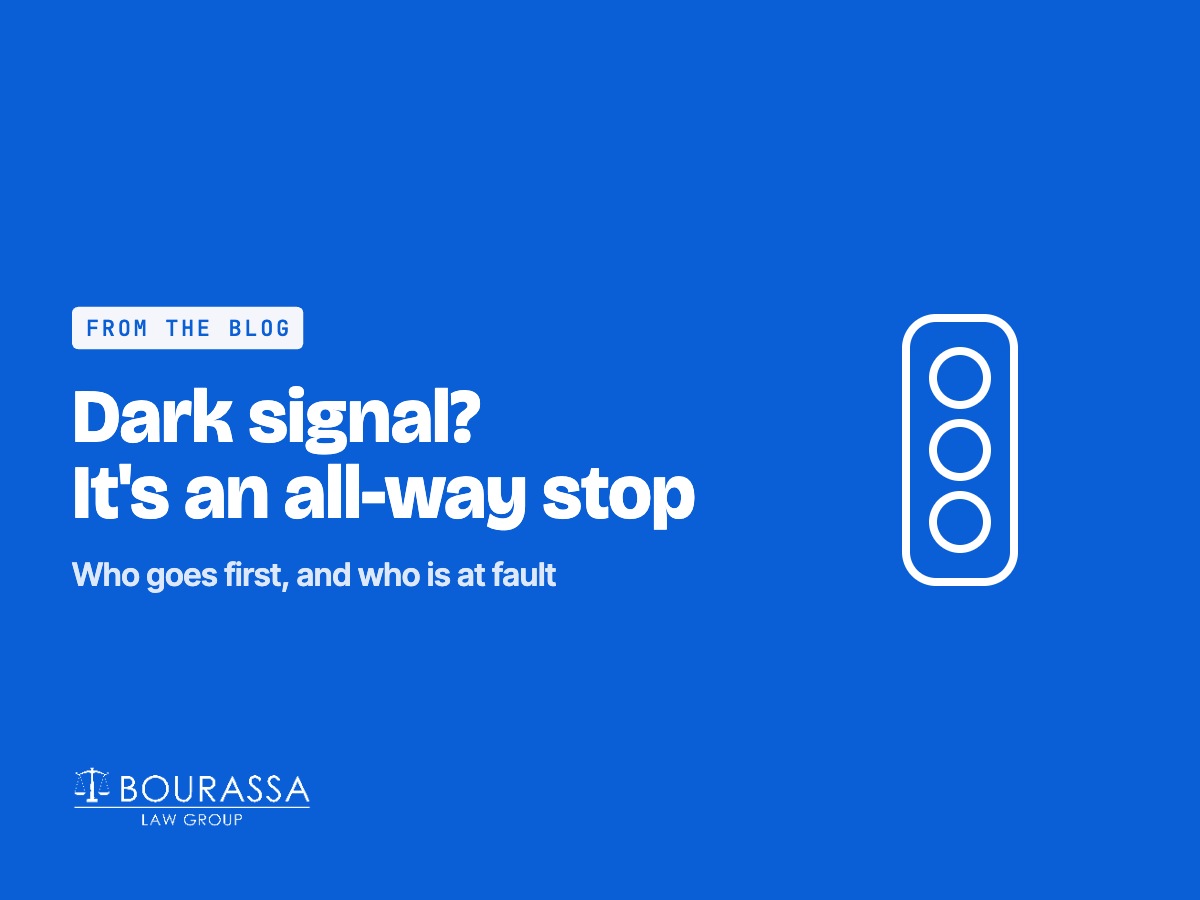 FROM THE BLOG
Dark signal?
It's an all-way stop
Who goes first, and who is at fault
BOURASSA
LAW GROUP